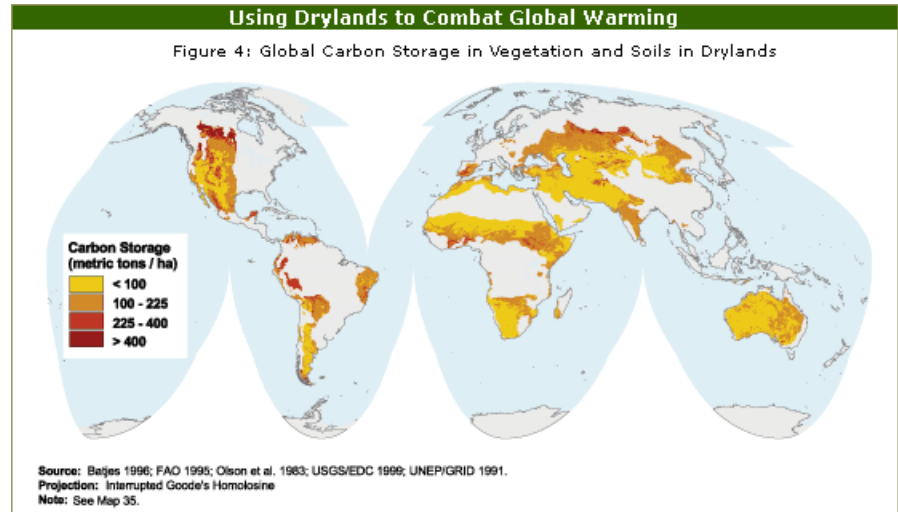 Using Drylands to Combat Global Warming
Figure 4: Global Carbon Storage in Vegetation and Soils in Drylands
Carbon Storage
(metric tons / ha)
< 100
100 - 225
225 - 400
> 400
Source: Batjes 1996; FAO 1995; Olson et al. 1983; USGS/EDC 1999; UNEP/GRID 1991.
Projection: Interrupted Goode's Homolosine
Note: See Map 35.